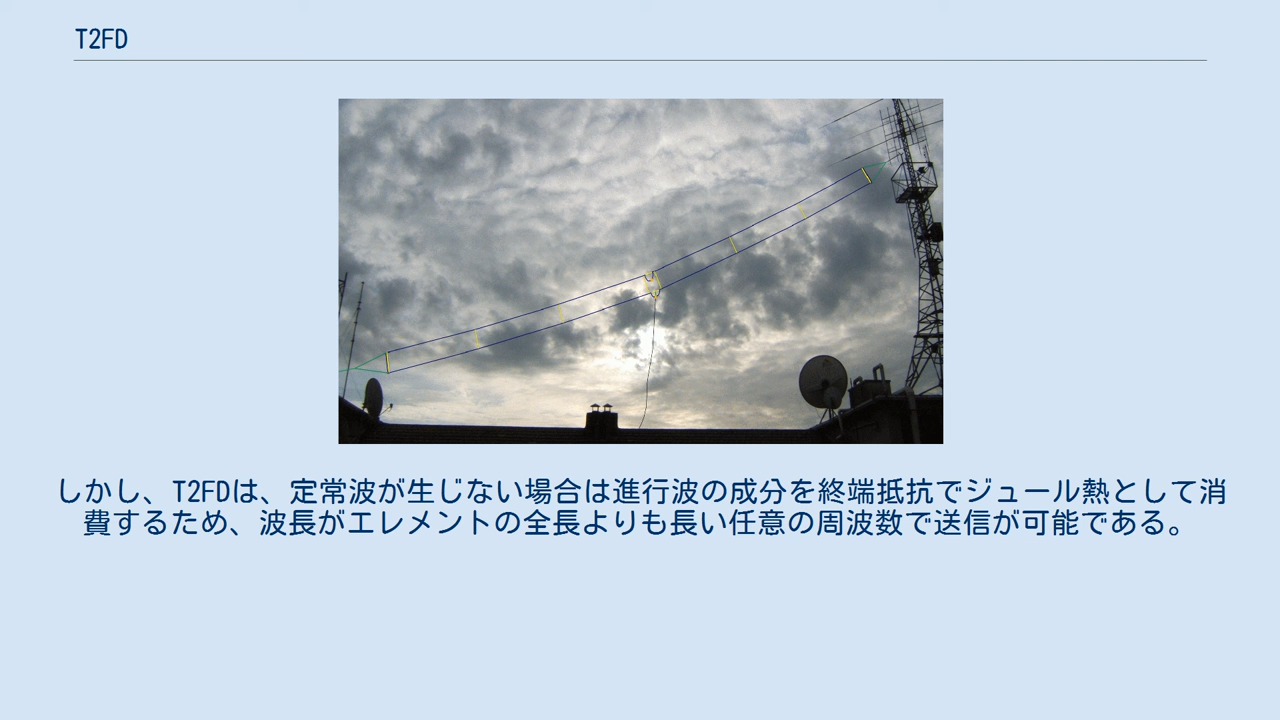 T2FD
しかし、T2FDは、定常波が生じない場合は進行波の成分を終端抵抗でジュール熱として消
費するため、波長がエレメントの全長よりも長い任意の周波数で送信が可能である。